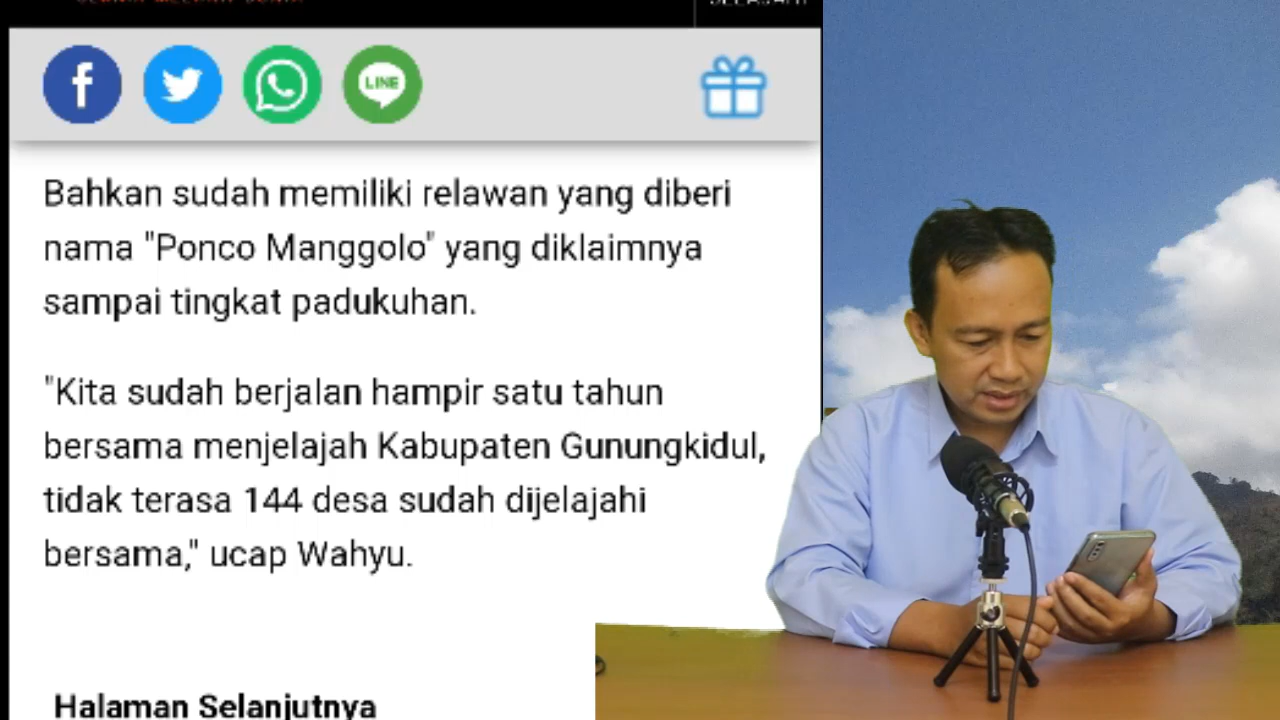 LINE
Bahkan sudah memiliki relawan yang diberi
nama "Ponco Manggolo" yang diklaimnya
sampai tingkat padukuhan.
"Kita sudah berjalan hampir satu tahun
bersama menjelajah Kabupaten Gunungkidul,
tidak terasa 144 desa sudah dijelajahi
bersama," ucap Wahyu.
Halaman Selanjutnya